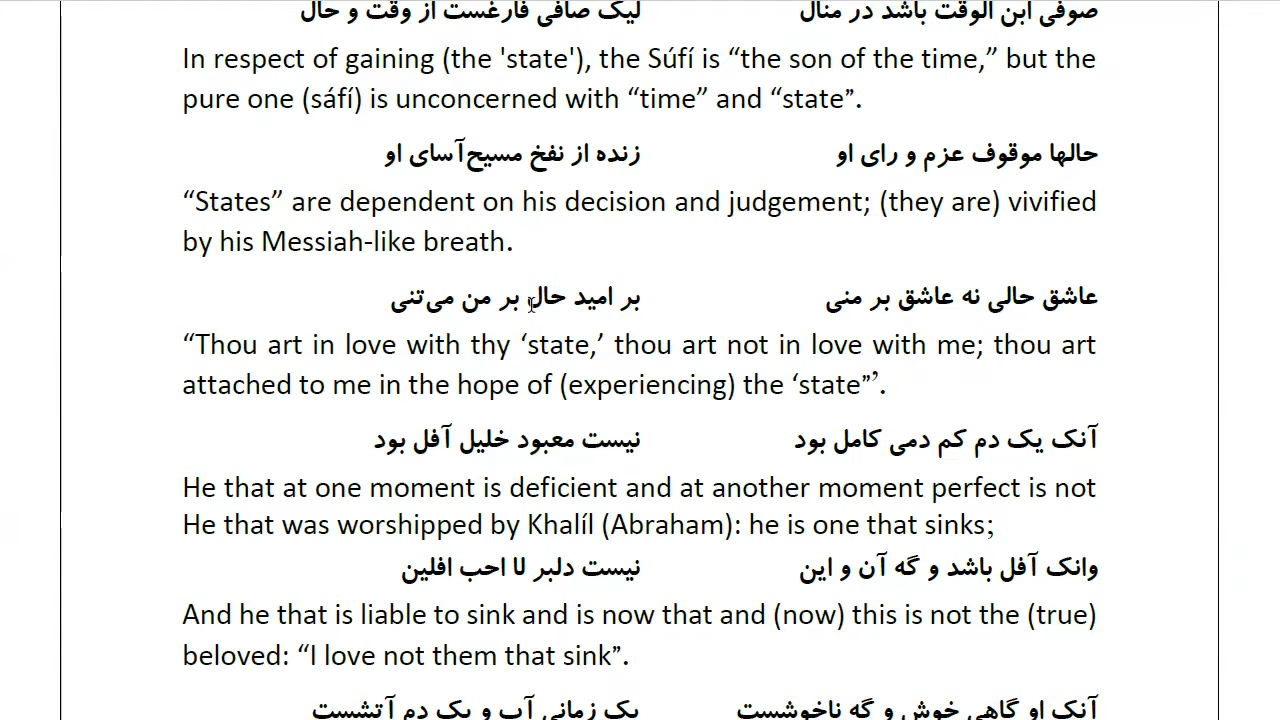 صوفی ابن الوقت باشد در منال لیک صافی فارغست از وقت و حال
In respect of gaining (the 'state'), the Súfí is “the son of the time,” but the
pure one (sáfí) is unconcerned with “time” and “state”.
حالها موقوف عزم و رای او زنده از نفخ مسیح‌آسای او
“States” are dependent on his decision and judgement; (they are) vivified
by his Messiah-like breath.
عاشق حالی نه عاشق بر منی بر امید حال بر من می‌تنی
“Thou art in love with thy ‘state,’ thou art not in love with me; thou art
attached to me in the hope of (experiencing) the ‘state”’.
آنک یک دم کم دمی کامل بود نیست معبود خلیل آفل بود
He that at one moment is deficient and at another moment perfect is not
He that was worshipped by Khalíl (Abraham): he is one that sinks;
وانک آفل باشد و گه آن و این نیست دلبر لا احب افلین
And he that is liable to sink and is now that and (now) this is not the (true)
beloved: “I love not them that sink”.
آنک او گاهی خوش و گه ناخوشست یک زمانی آب و یک دم آتشست